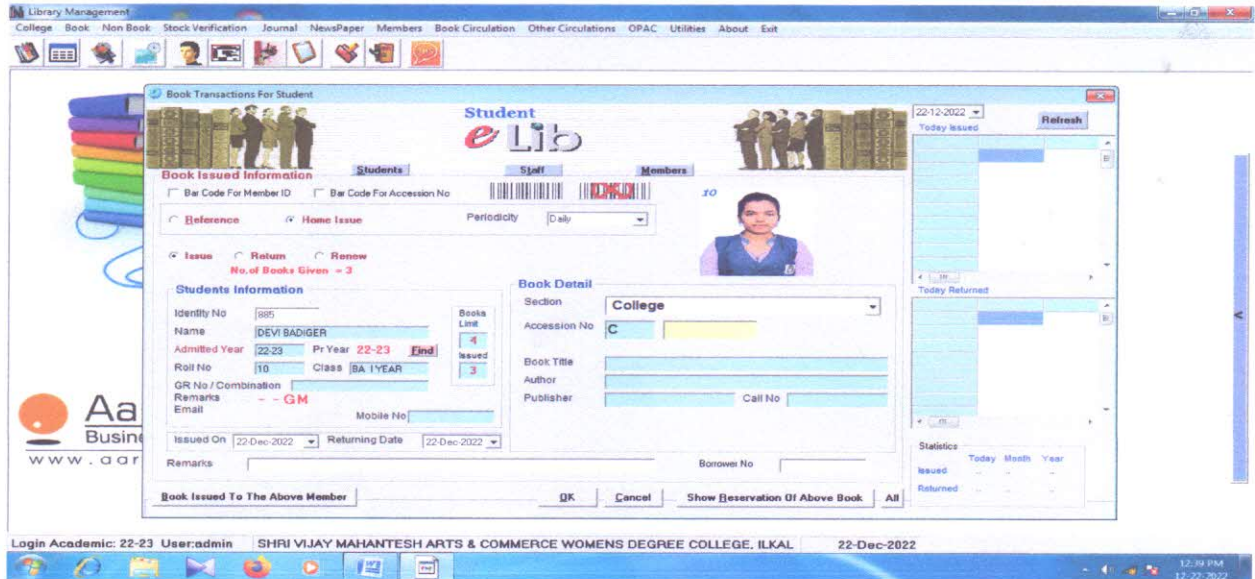 Library Management
College Book Non Book Stock Verification Journal NewsPaper Members Book Circulation Other Circulations OPAC Utilities About Exit
Book Transactions For Student
Student
e Lib
22-12-2022
Refresh
Today Issued
Students Staff Members
Book Issued Information
Bar Code For Member ID Bar Code For Accession No
10
Reference Home Issue Periodicity Daily
Issue Return Renew
No.of Books Given = 3
Students Information
Identity No 885
Name DEVI BADIGER
Admitted Year 22-23 Pr Year 22-23 Find
Roll No 10 Class BA I YEAR
GR No / Combination
Remarks - - GM
Email
Mobile No
Books Limit
4
Issued
3
Book Detail
Section College
Accession No C
Book Title
Author
Publisher Call No
Issued On 22-Dec-2022 Returning Date 22-Dec-2022
Remarks Borrower No
Book Issued To The Above Member OK Cancel Show Reservation Of Above Book All
Today Returned
Statistics
Today Month Year
Issued - - -
Returned - - -
Aa
Busine
www.aar
Login Academic: 22-23 User:admin SHRI VIJAY MAHANTESH ARTS & COMMERCE WOMENS DEGREE COLLEGE, ILKAL 22-Dec-2022
12:39 PM
12-22-2022